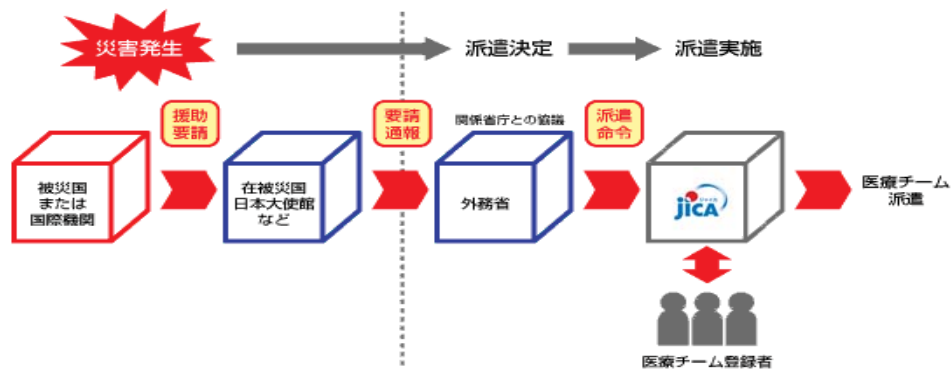 災害発生
派遣決定
派遣実施
援助
要請
要請
通報
関係省庁との協議
派遣
命令
被災国
または
国際機関
在被災国
日本大使館
など
外務省
jICA
医療チーム
派遣
医療チーム登録者